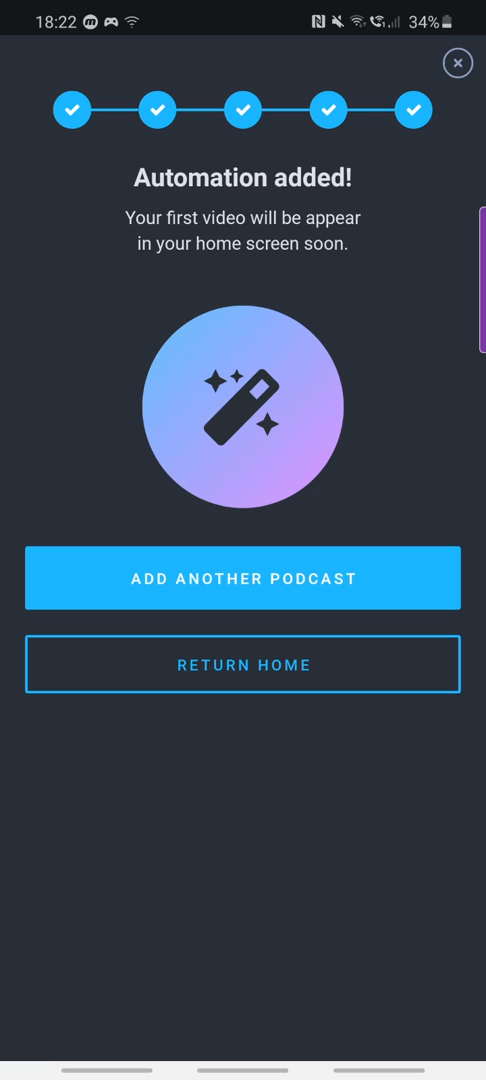 18:22 34%
Automation added!
Your first video will be appear
in your home screen soon.
ADD ANOTHER PODCAST
RETURN HOME